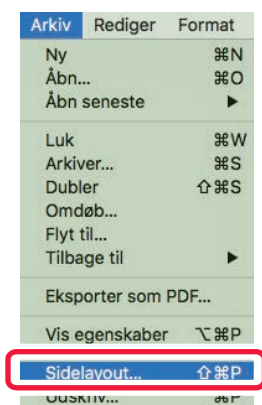 Arkiv Rediger Format
Ny ⌘N
Åbn... ⌘O
Åbn seneste ▶
Luk ⌘W
Arkiver... ⌘S
Dubler ⇧⌘S
Omdøb...
Flyt til...
Tilbage til ▶
Eksporter som PDF...
Vis egenskaber ⌥⌘P
Sidelayout... ⇧⌘P
Udskriv... ⌘P